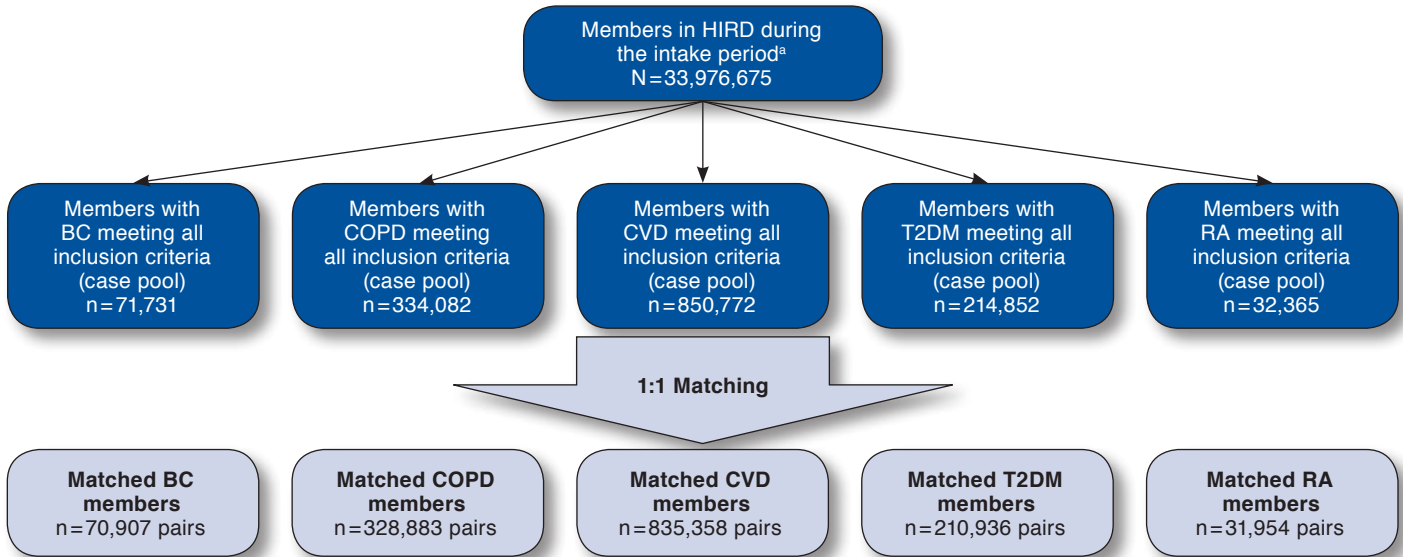 Members in HIRD during
the intake periodᵃ
N=33,976,675
Members with
BC meeting all
inclusion criteria
(case pool)
n=71,731
Members with
COPD meeting
all inclusion criteria
(case pool)
n=334,082
Members with
CVD meeting all
inclusion criteria
(case pool)
n=850,772
Members with
T2DM meeting all
inclusion criteria
(case pool)
n=214,852
Members with
RA meeting all
inclusion criteria
(case pool)
n=32,365
1:1 Matching
Matched BC
members
n=70,907 pairs
Matched COPD
members
n=328,883 pairs
Matched CVD
members
n=835,358 pairs
Matched T2DM
members
n=210,936 pairs
Matched RA
members
n=31,954 pairs